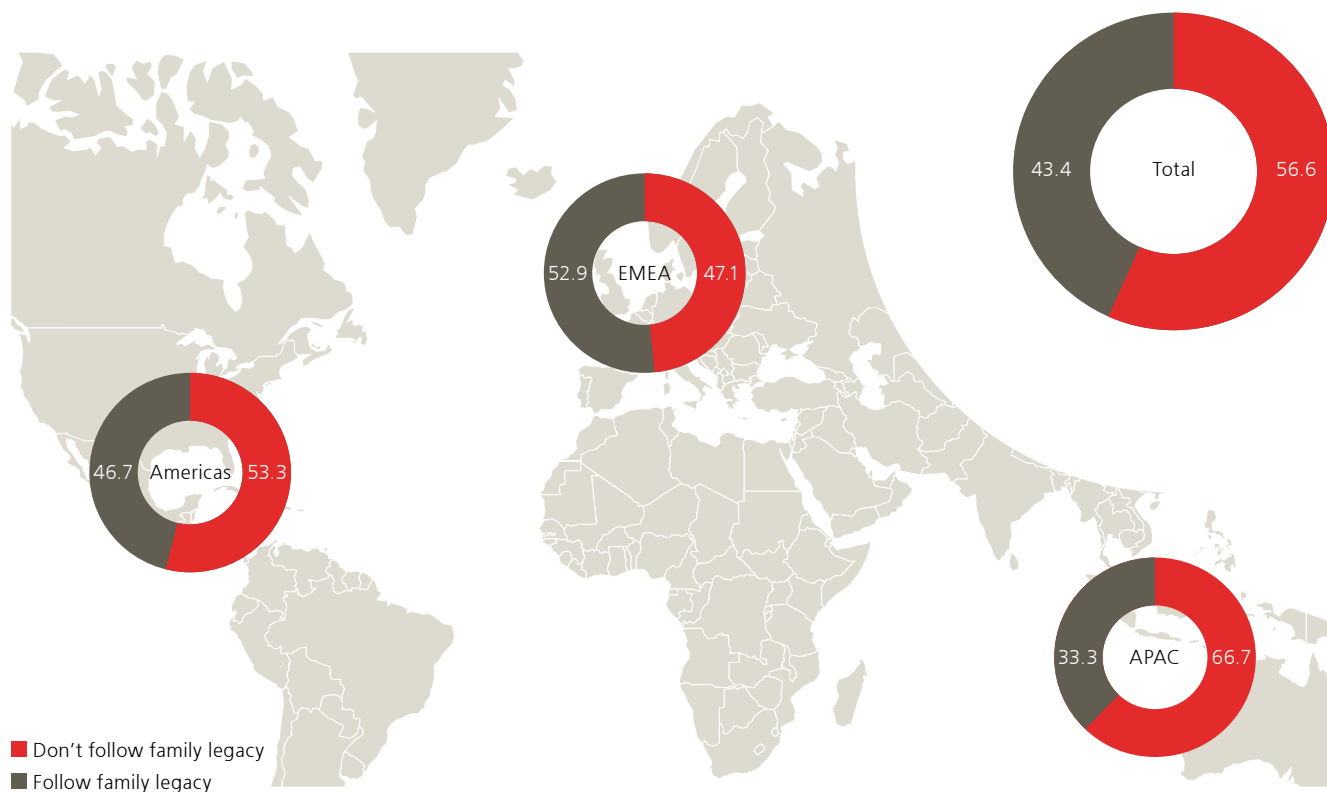 43.4 Total 56.6
52.9 EMEA 47.1
46.7 Americas 53.3
33.3 APAC 66.7
Don't follow family legacy
Follow family legacy